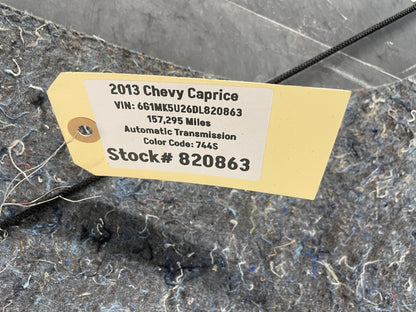 2013 Chevy Caprice
VIN: 6G1MK5U26DL820863
157,295 Miles
Automatic Transmission
Color Code: 744S
Stock# 820863